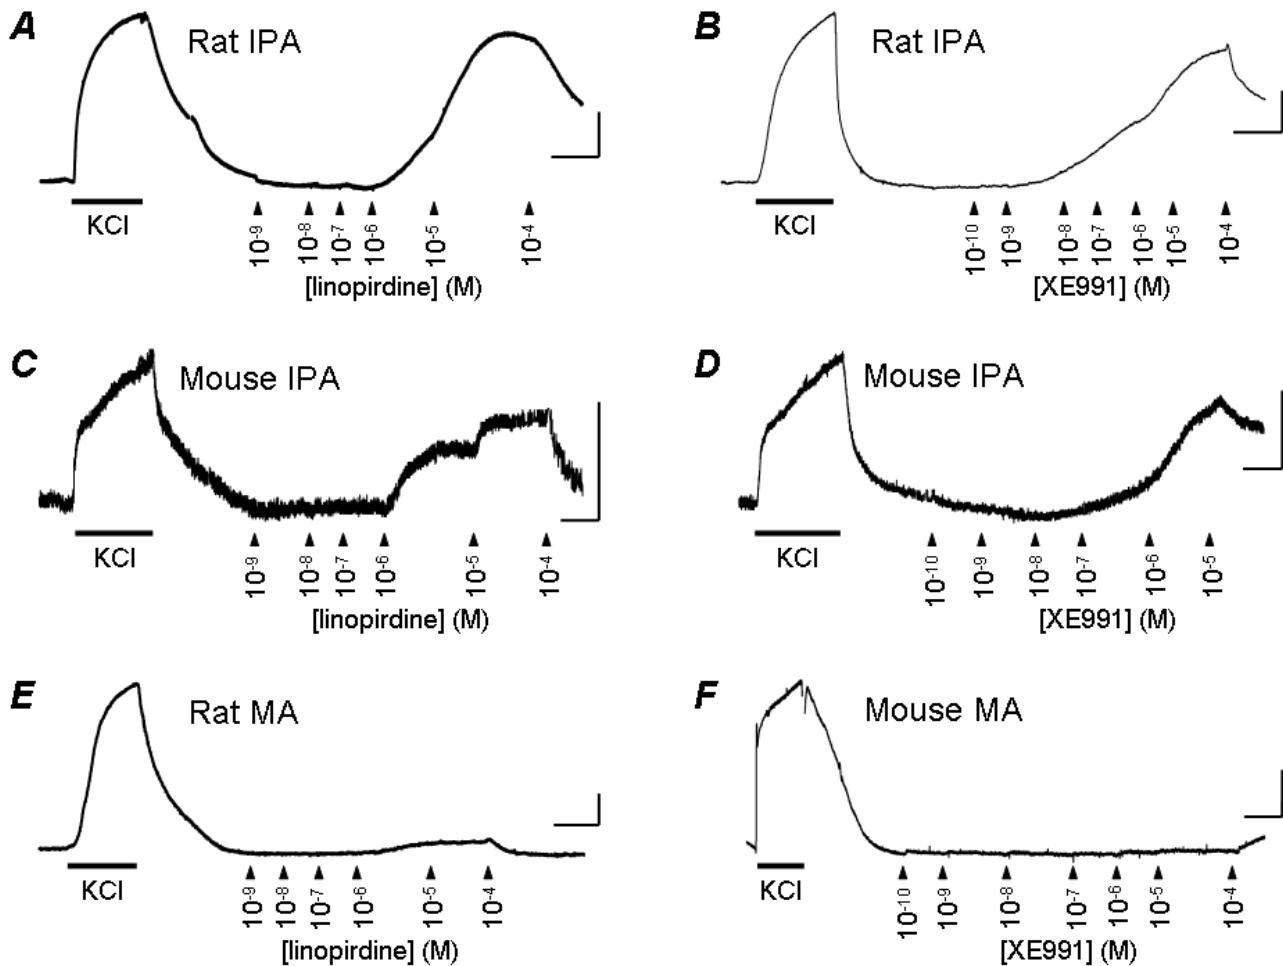 A
Rat IPA
KCl
10-9
10-8
10-7
10-6
10-5
10-4
[linopirdine] (M)
B
Rat IPA
KCl
10-10
10-9
10-8
10-7
10-6
10-5
10-4
[XE991] (M)
C
Mouse IPA
KCl
10-9
10-8
10-7
10-6
10-5
10-4
[linopirdine] (M)
D
Mouse IPA
KCl
10-10
10-9
10-8
10-7
10-6
10-5
[XE991] (M)
E
Rat MA
KCl
10-9
10-8
10-7
10-6
10-5
10-4
[linopirdine] (M)
F
Mouse MA
KCl
10-10
10-9
10-8
10-7
10-6
10-5
10-4
[XE991] (M)